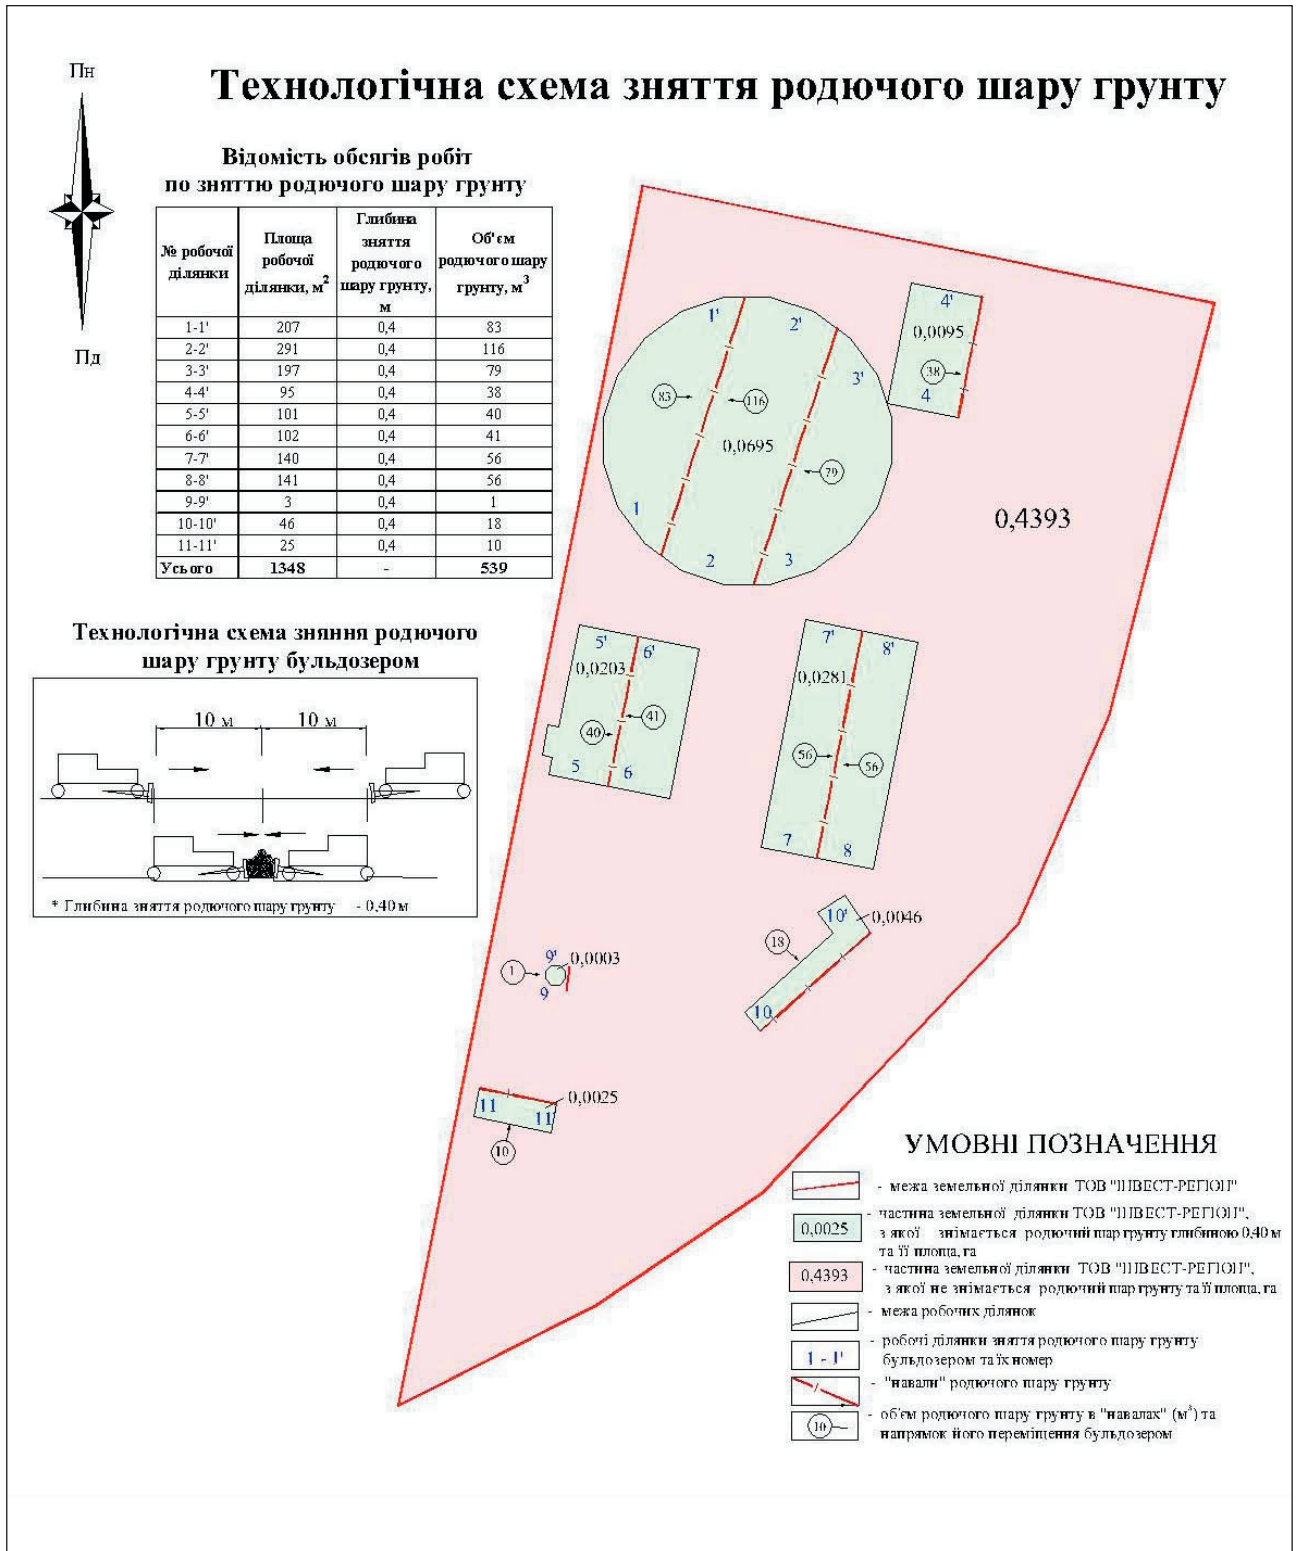 Пн
Пд
Технологічна схема зняття родючого шару грунту
Відомість обсягів робіт
по зняттю родючого шару грунту
№ робочої ділянки | Площа робочої ділянки, м² | Глибина зняття родючого шару грунту, м | Об'єм родючого шару грунту, м³
1-1' 207 0,4 83
2-2' 291 0,4 116
3-3' 197 0,4 79
4-4' 95 0,4 38
5-5' 101 0,4 40
6-6' 102 0,4 41
7-7' 140 0,4 56
8-8' 141 0,4 56
9-9' 3 0,4 1
10-10' 46 0,4 18
11-11' 25 0,4 10
Усього 1348 - 539
Технологічна схема зняння родючого
шару грунту бульдозером
10 м 10 м
* Глибина зняття родючого шару грунту - 0,40 м
1' 2' 3' 4'
0,0095
38
4
83 116
0,0695
79
1 2 3
0,4393
5' 6'
0,0203
40 41
5 6
7' 8'
0,0281
56 56
7 8
10' 0,0046
18
10
9' 0,0003
1
9
0,0025
11 11
10
УМОВНІ ПОЗНАЧЕННЯ
- межа земельної ділянки ТОВ "ІНВЕСТ-РЕГІОН"
0,0025 - частина земельної ділянки ТОВ "ІНВЕСТ-РЕГІОН",
з якої знімається родючий шар грунту глибиною 0,40 м
та її площа, га
0,4393 - частина земельної ділянки ТОВ "ІНВЕСТ-РЕГІОН",
з якої не знімається родючий шар грунту та її площа, га
- межа робочих ділянок
1 - 1' - робочі ділянки зняття родючого шару грунту
бульдозером та їх номер
- "навали" родючого шару грунту
10 - об'єм родючого шару грунту в "навалах" (м³) та
напрямок його переміщення бульдозером